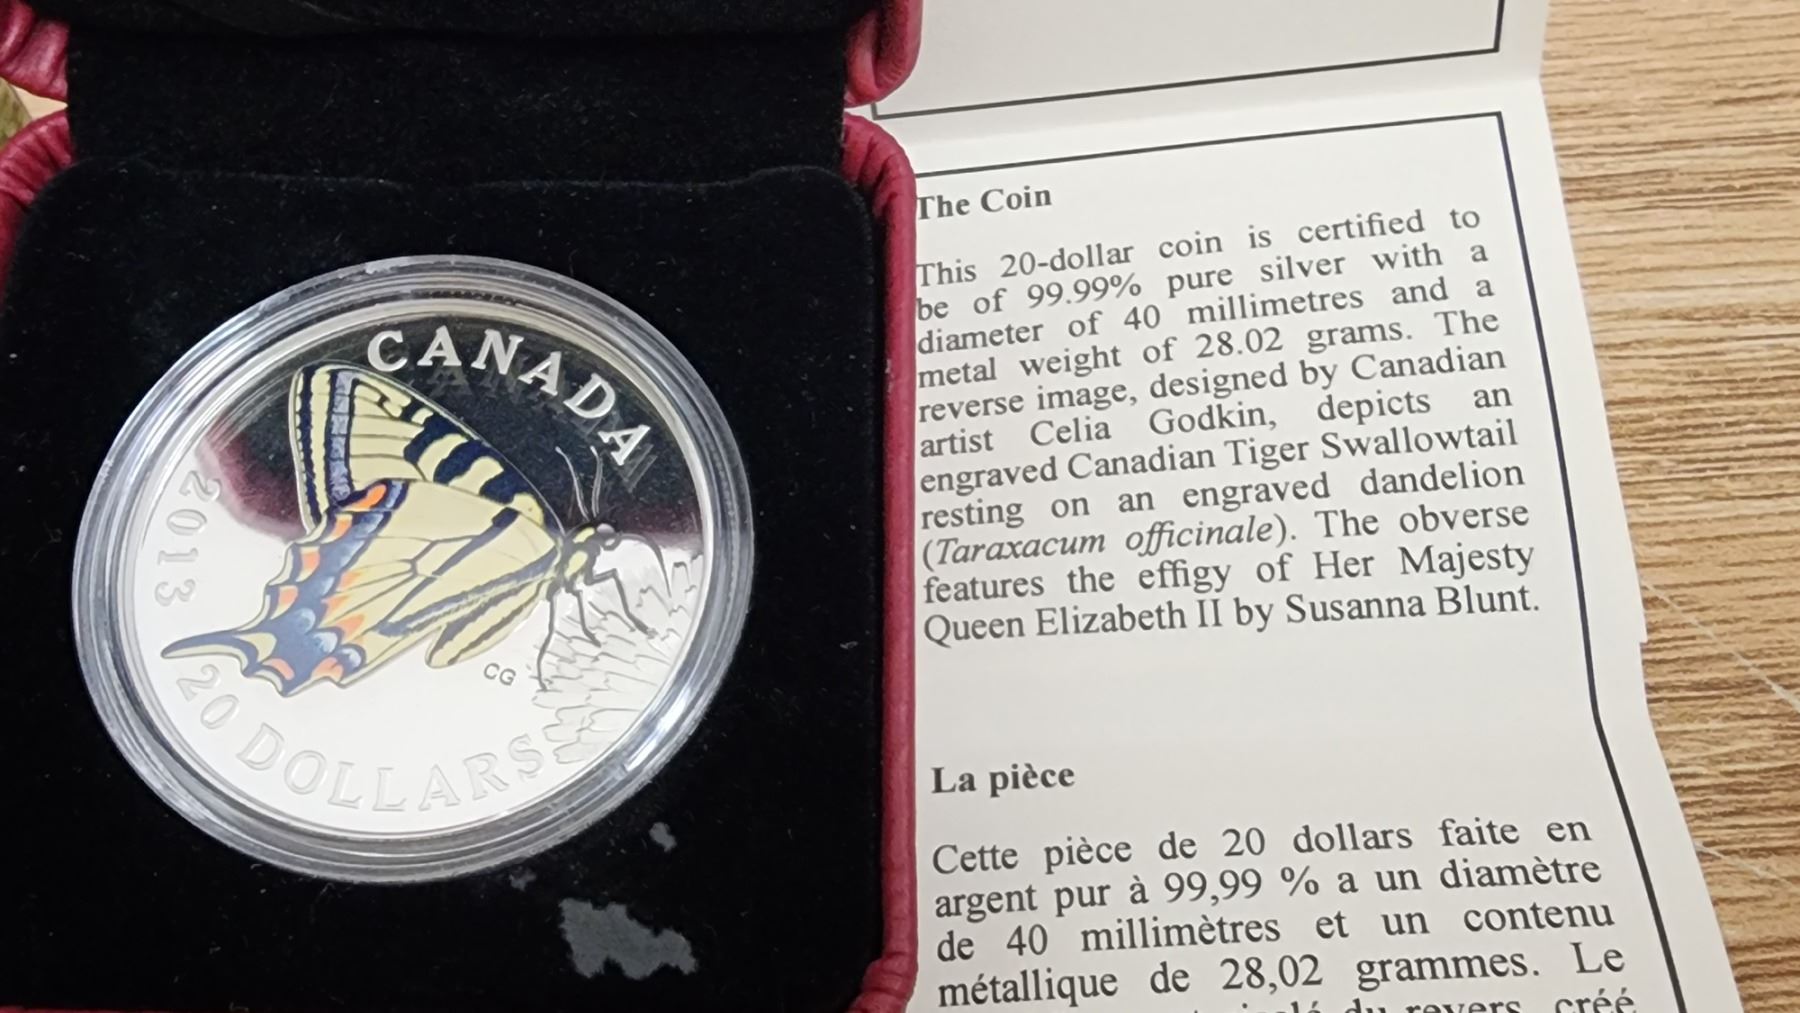 CANADA
2013
20 DOLLARS
CG
The Coin
This 20-dollar coin is certified to
be of 99.99% pure silver with a
diameter of 40 millimetres and a
metal weight of 28.02 grams. The
reverse image, designed by Canadian
artist Celia Godkin, depicts an
engraved Canadian Tiger Swallowtail
resting on an engraved dandelion
(Taraxacum officinale). The obverse
features the effigy of Her Majesty
Queen Elizabeth II by Susanna Blunt.
La pièce
Cette pièce de 20 dollars faite en
argent pur à 99,99 % a un diamètre
de 40 millimètres et un contenu
métallique de 28,02 grammes. Le
du revers, créé